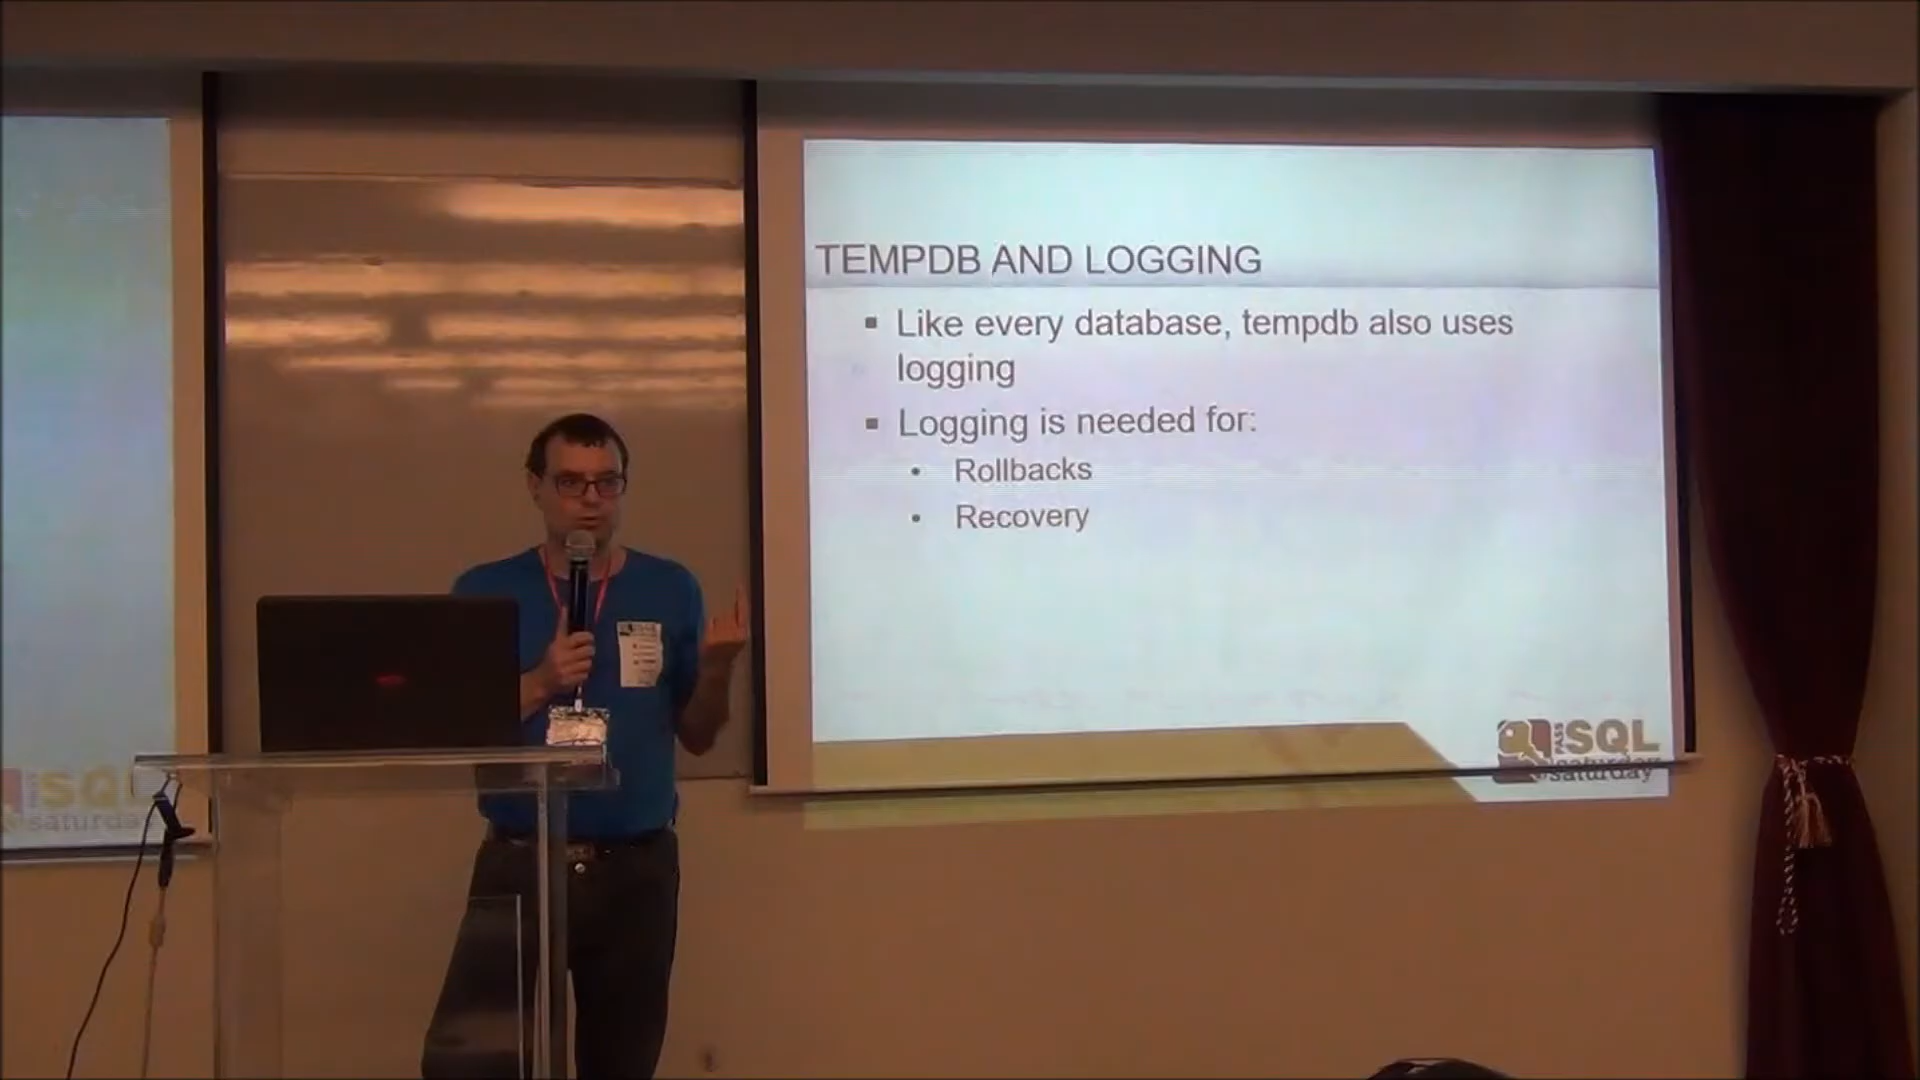 TEMPDB AND LOGGING
▪ Like every database, tempdb also uses
logging
▪ Logging is needed for:
• Rollbacks
• Recovery
PASS
SQL
saturday
SQL
saturday